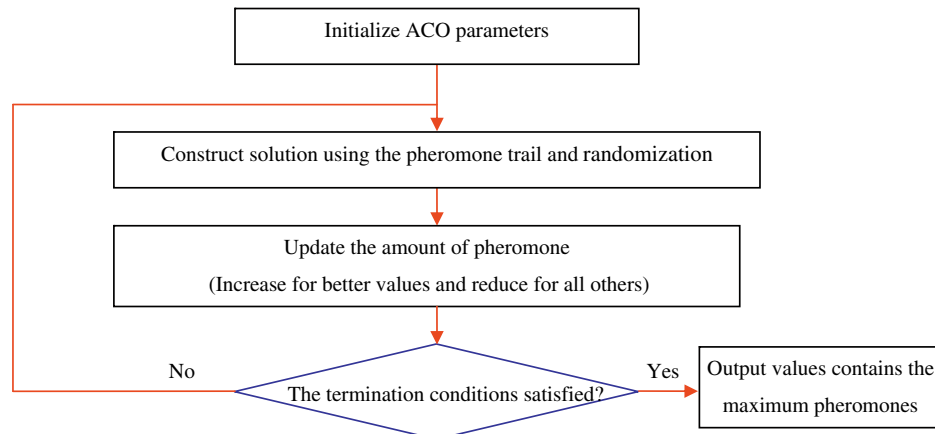 Initialize ACO parameters
Construct solution using the pheromone trail and randomization
Update the amount of pheromone
(Increase for better values and reduce for all others)
No
The termination conditions satisfied?
Yes
Output values contains the
maximum pheromones